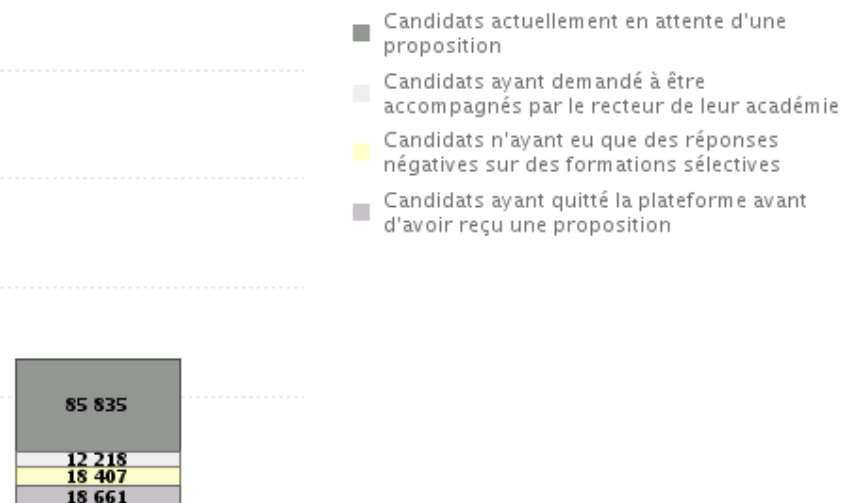 Candidats actuellement en attente d'une
proposition
Candidats ayant demandé à être
accompagnés par le recteur de leur académie
Candidats n'ayant eu que des réponses
négatives sur des formations sélectives
Candidats ayant quitté la plateforme avant
d'avoir reçu une proposition
85 835
12 218
18 407
18 661